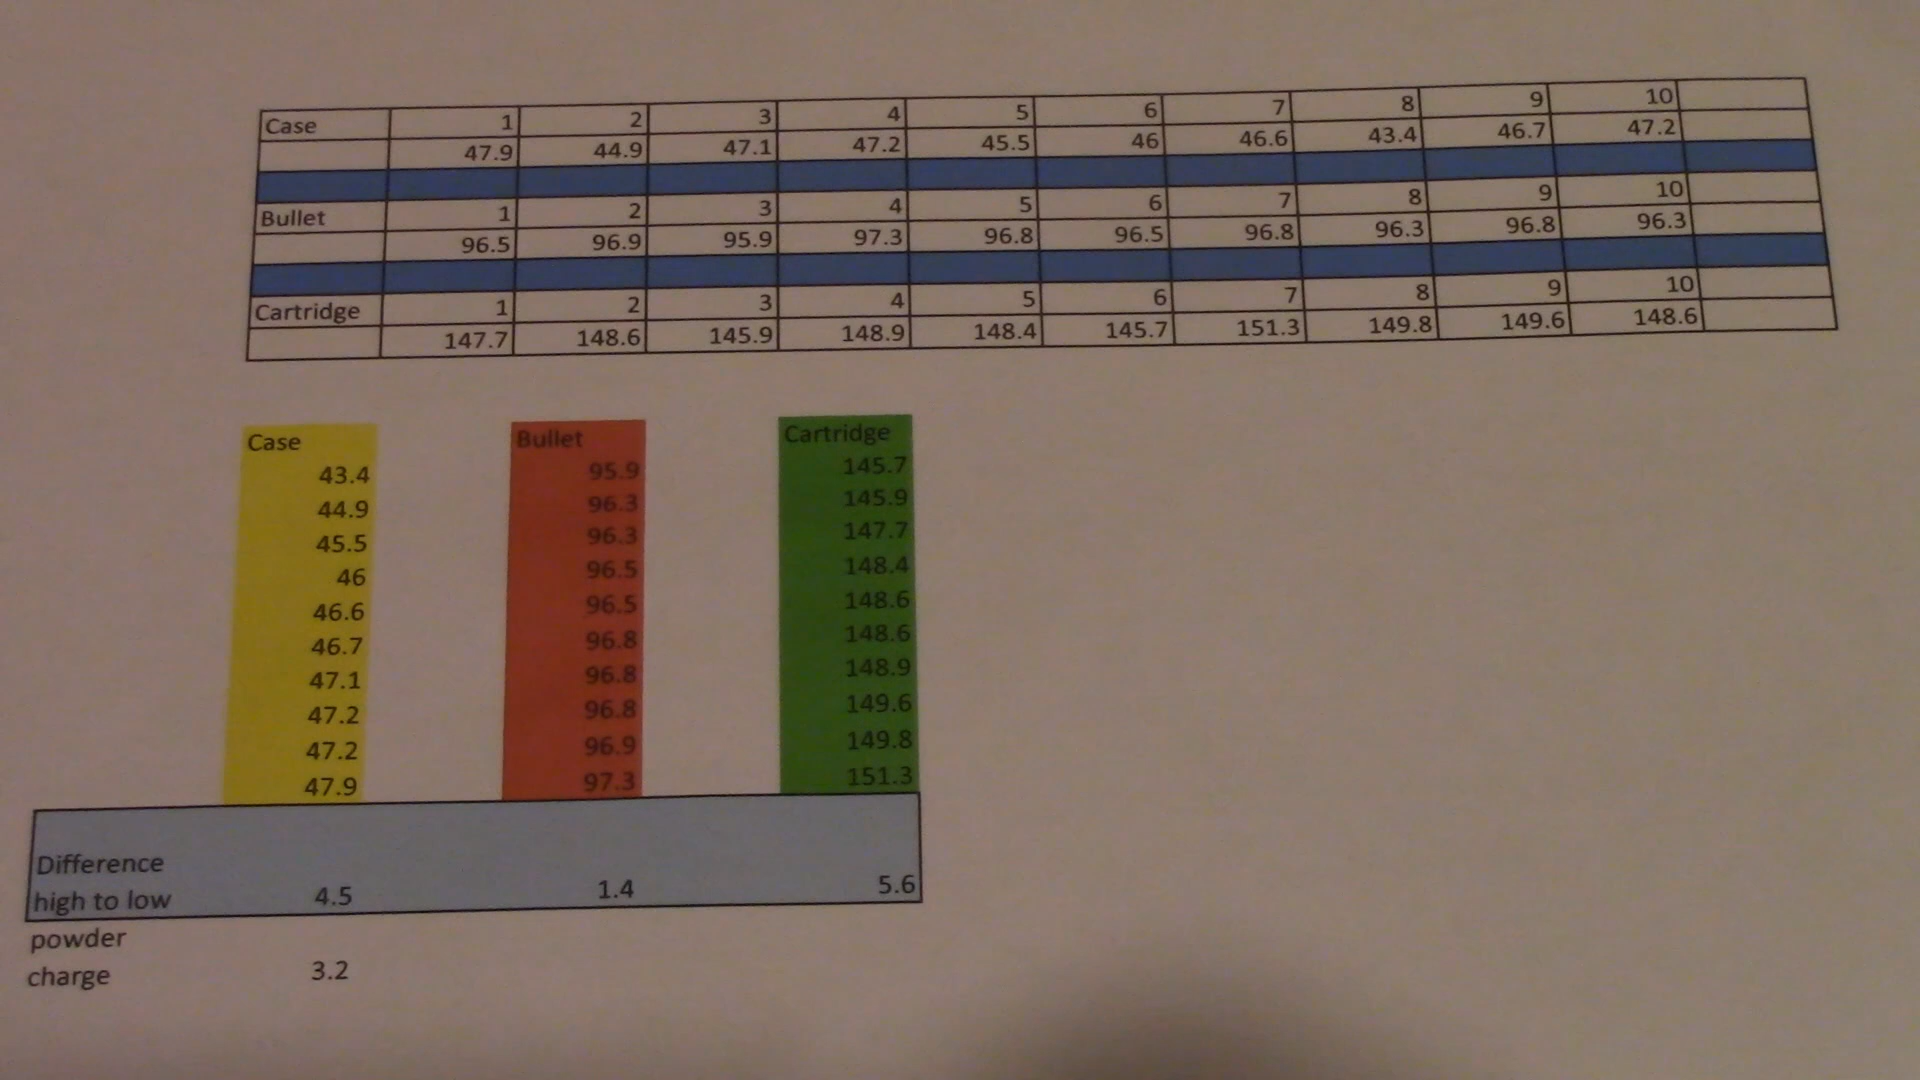 Case 1 2 3 4 5 6 7 8 9 10
47.9 44.9 47.1 47.2 45.5 46 46.6 43.4 46.7 47.2
Bullet 1 2 3 4 5 6 7 8 9 10
96.5 96.9 95.9 97.3 96.8 96.5 96.8 96.3 96.8 96.3
Cartridge 1 2 3 4 5 6 7 8 9 10
147.7 148.6 145.9 148.9 148.4 145.7 151.3 149.8 149.6 148.6
Case Bullet Cartridge
43.4 95.9 145.7
44.9 96.3 145.9
45.5 96.3 147.7
46 96.5 148.4
46.6 96.5 148.6
46.7 96.8 148.6
47.1 96.8 148.9
47.2 96.8 149.6
47.2 96.9 149.8
47.9 97.3 151.3
Difference
high to low 4.5 1.4 5.6
powder
charge 3.2